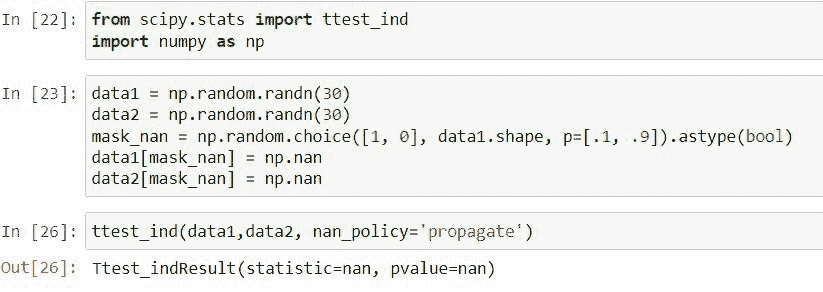 In [22]: from scipy.stats import ttest_ind
import numpy as np
In [23]: data1 = np.random.randn(30)
data2 = np.random.randn(30)
mask_nan = np.random.choice([1, 0], data1.shape, p=[.1, .9]).astype(bool)
data1[mask_nan] = np.nan
data2[mask_nan] = np.nan
In [26]: ttest_ind(data1,data2, nan_policy='propagate')
Out[26]: Ttest_indResult(statistic=nan, pvalue=nan)